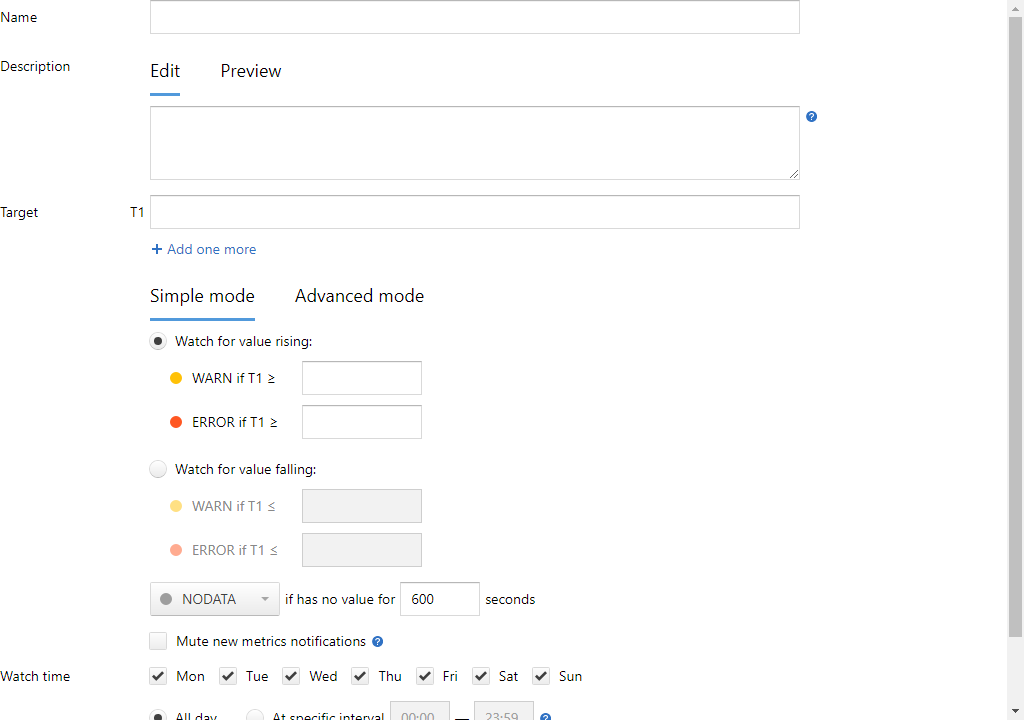 Name
Description
Edit Preview
Target T1
+ Add one more
Simple mode Advanced mode
Watch for value rising:
WARN if T1 ≥
ERROR if T1 ≥
Watch for value falling:
WARN if T1 ≤
ERROR if T1 ≤
NODATA if has no value for 600 seconds
Mute new metrics notifications ?
Watch time Mon Tue Wed Thu Fri Sat Sun
All day At specific interval 00:00 — 23:59 ?